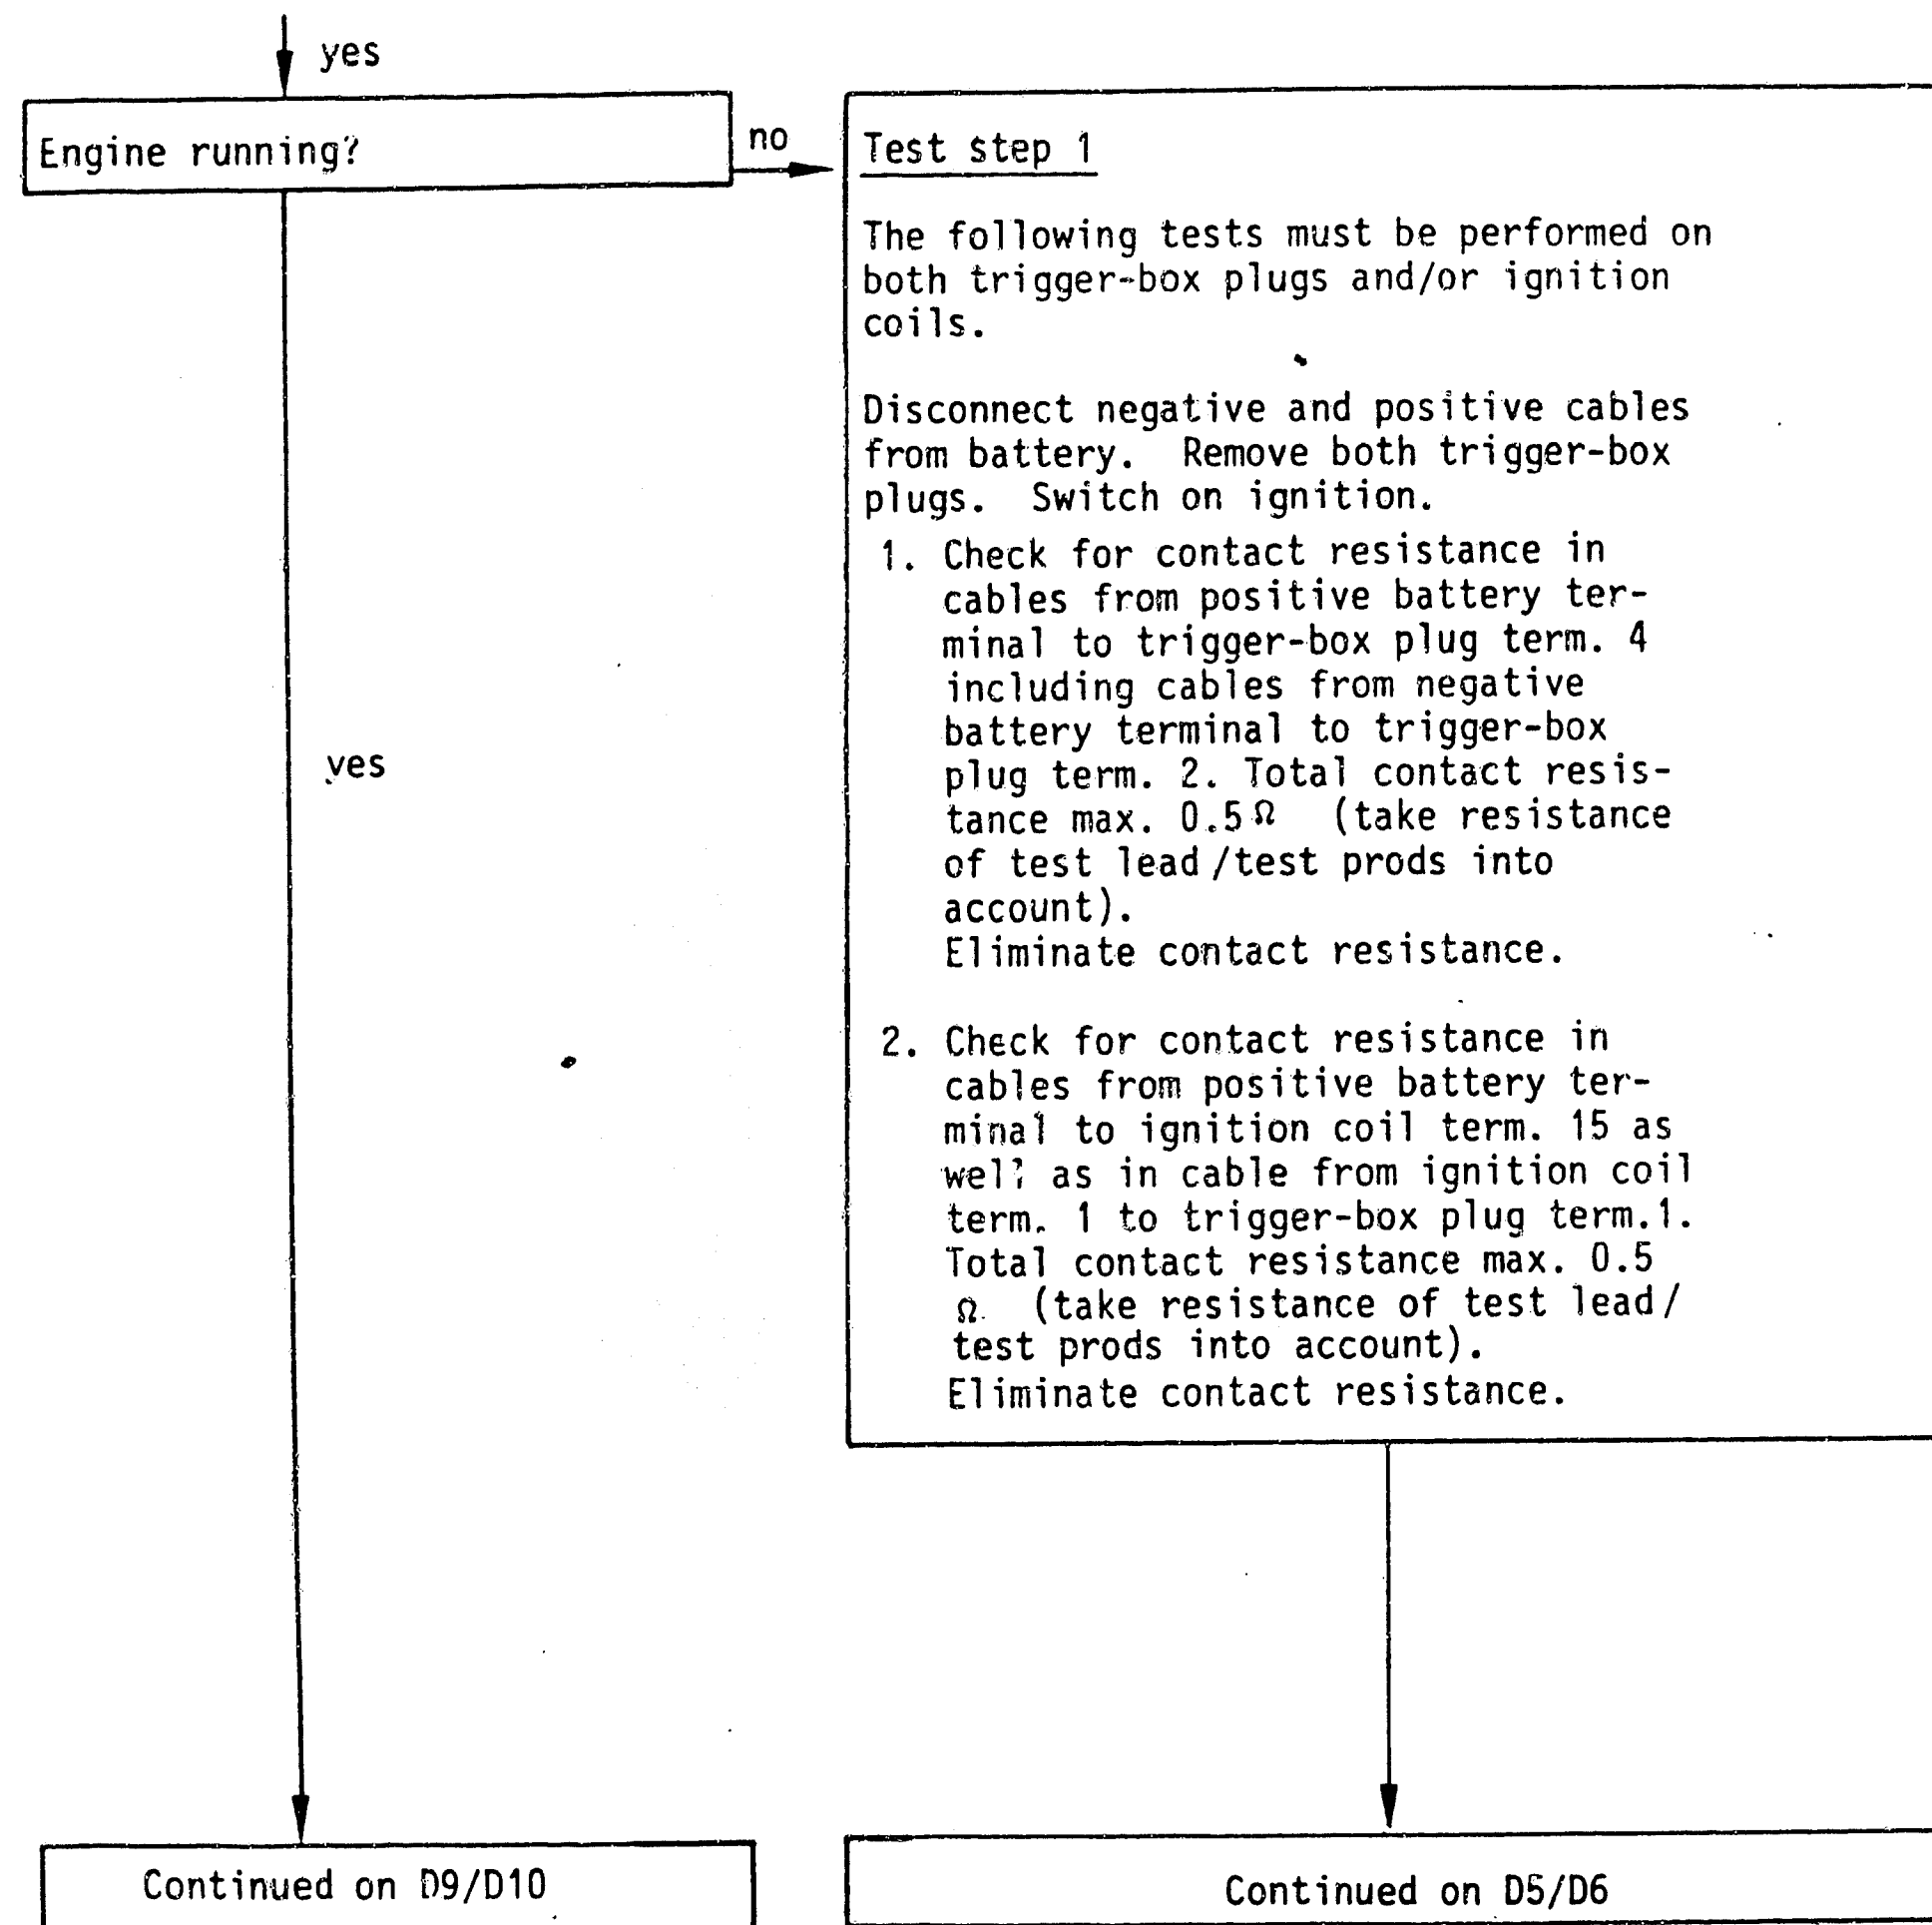 yes
Engine running?
no
Test step 1
The following tests must be performed on
both trigger-box plugs and/or ignition
coils.
Disconnect negative and positive cables
from battery. Remove both trigger-box
plugs. Switch on ignition.
1. Check for contact resistance in
cables from positive battery ter-
minal to trigger-box plug term. 4
including cables from negative
battery terminal to trigger-box
plug term. 2. Total contact resis-
tance max. 0.5 Ω (take resistance
of test lead/test prods into
account).
Eliminate contact resistance.
2. Check for contact resistance in
cables from positive battery ter-
minal to ignition coil term. 15 as
well as in cable from ignition coil
term. 1 to trigger-box plug term.1.
Total contact resistance max. 0.5
Ω (take resistance of test lead/
test prods into account).
Eliminate contact resistance.
yes
Continued on D9/D10
Continued on D5/D6